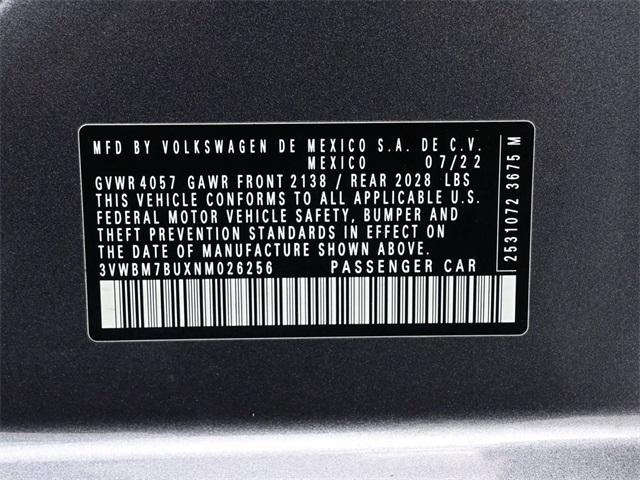 MFD BY VOLKSWAGEN DE MEXICO S.A. DE C.V.
MEXICO 07/22
GVWR 4057 GAWR FRONT 2138 / REAR 2028 LBS
THIS VEHICLE CONFORMS TO ALL APPLICABLE U.S.
FEDERAL MOTOR VEHICLE SAFETY, BUMPER AND
THEFT PREVENTION STANDARDS IN EFFECT ON
THE DATE OF MANUFACTURE SHOWN ABOVE.
3VWBM7BUXNM026256 PASSENGER CAR
2531072 3675 M